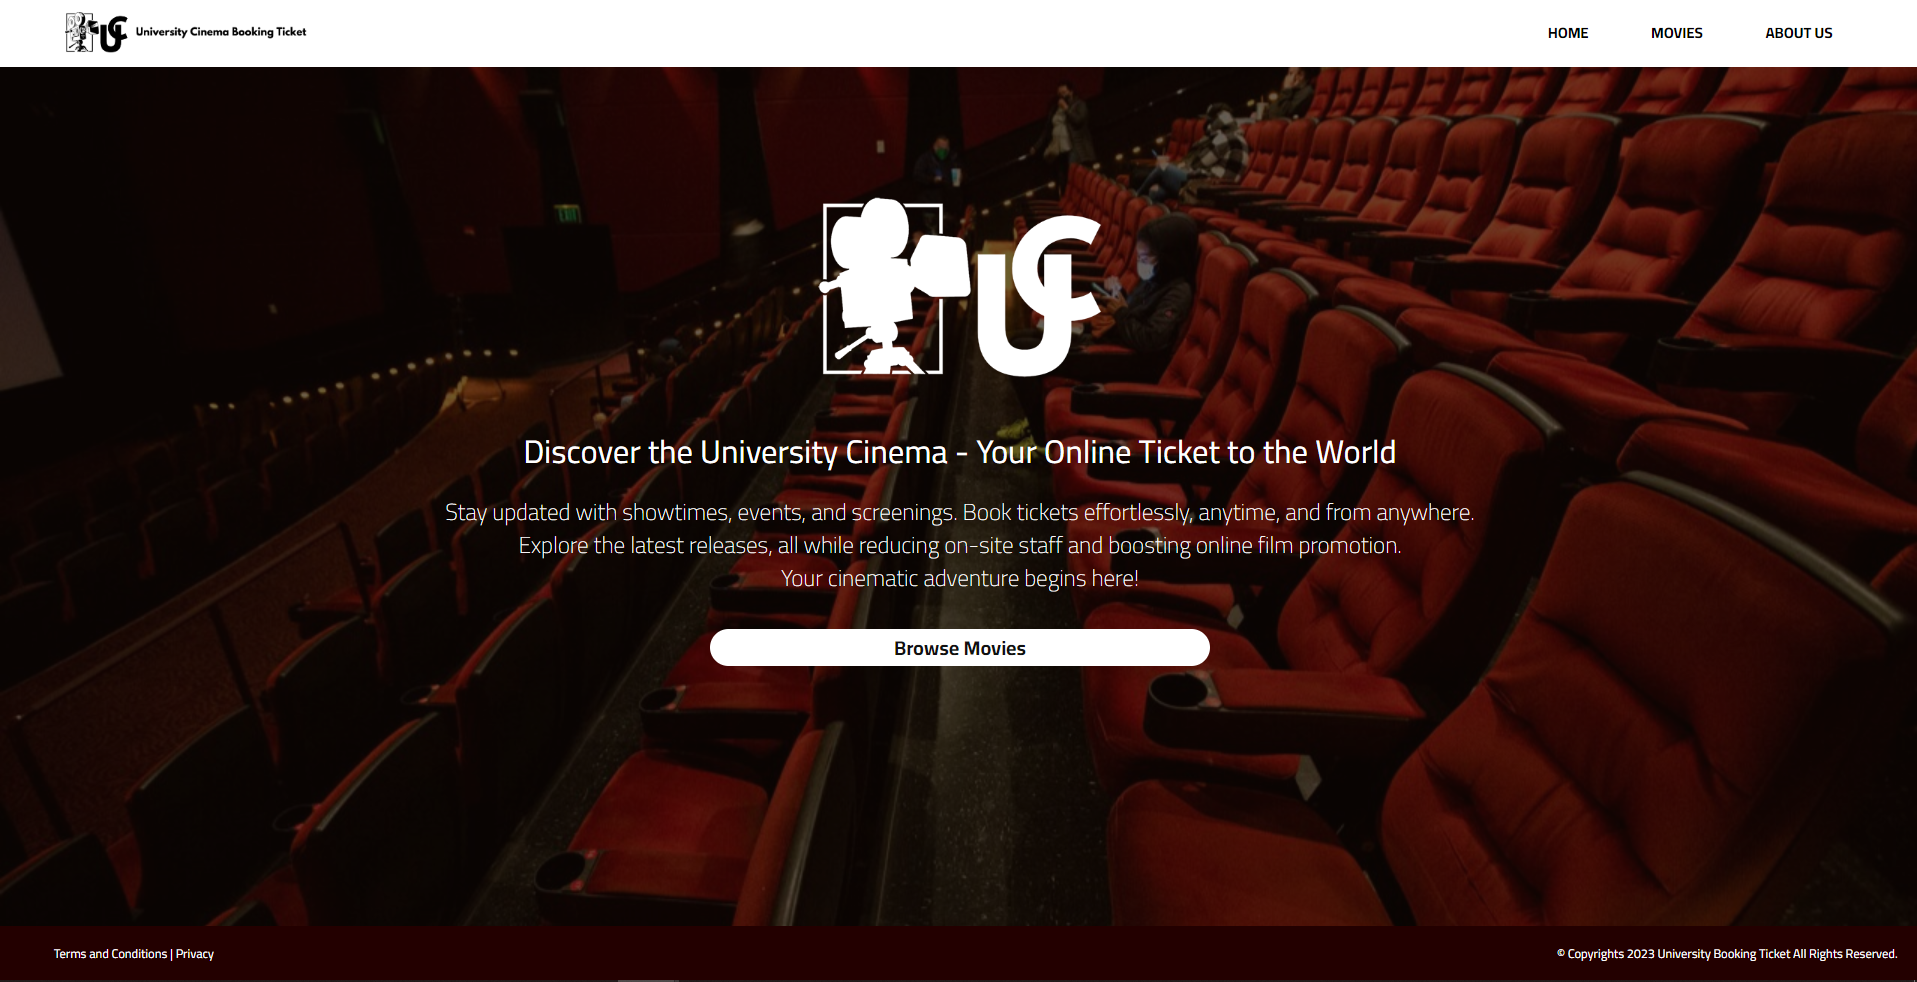 UC University Cinema Booking Ticket
HOME MOVIES ABOUT US
UC
Discover the University Cinema - Your Online Ticket to the World
Stay updated with showtimes, events, and screenings. Book tickets effortlessly, anytime, and from anywhere.
Explore the latest releases, all while reducing on-site staff and boosting online film promotion.
Your cinematic adventure begins here!
Browse Movies
Terms and Conditions | Privacy
© Copyrights 2023 University Booking Ticket All Rights Reserved.